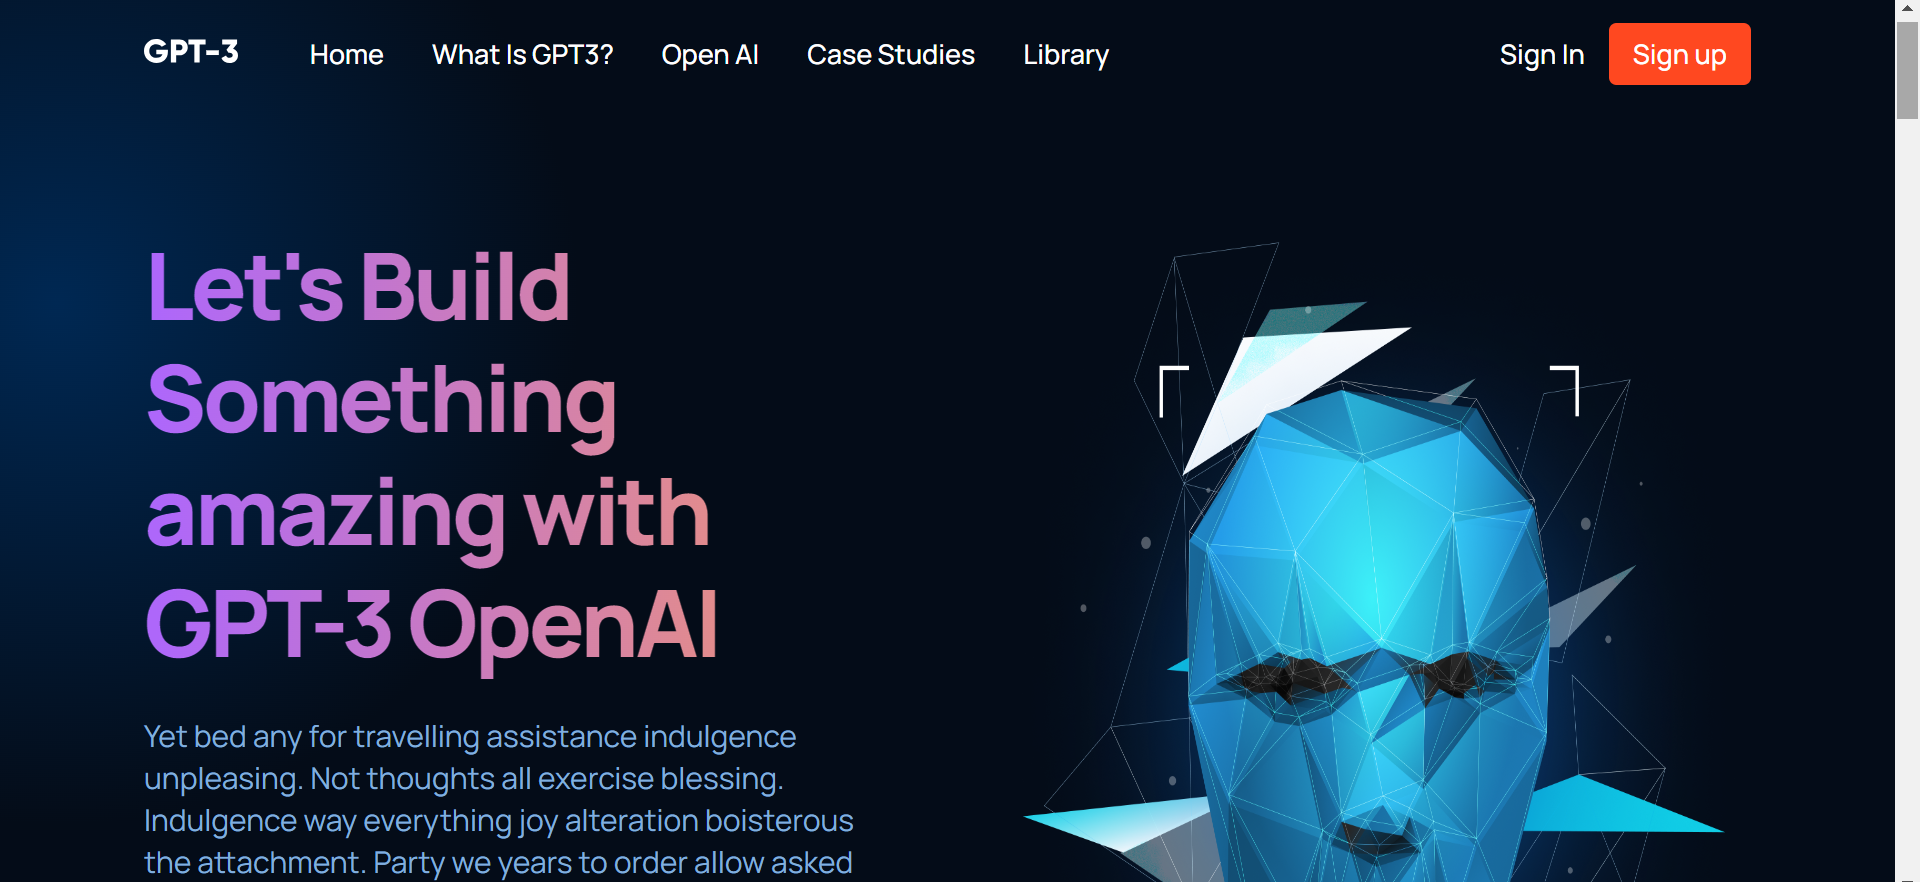 GPT-3 Home What Is GPT3? Open AI Case Studies Library Sign In Sign up
Let's Build
Something
amazing with
GPT-3 OpenAI
Yet bed any for travelling assistance indulgence
unpleasing. Not thoughts all exercise blessing.
Indulgence way everything joy alteration boisterous
the attachment. Party we years to order allow asked